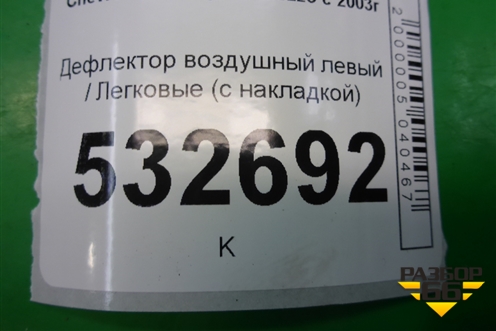 с 2003г
Дефлектор воздушный левый
/ Легковые (с накладкой)
532692
К
2000005040467
РАЗБОР
66